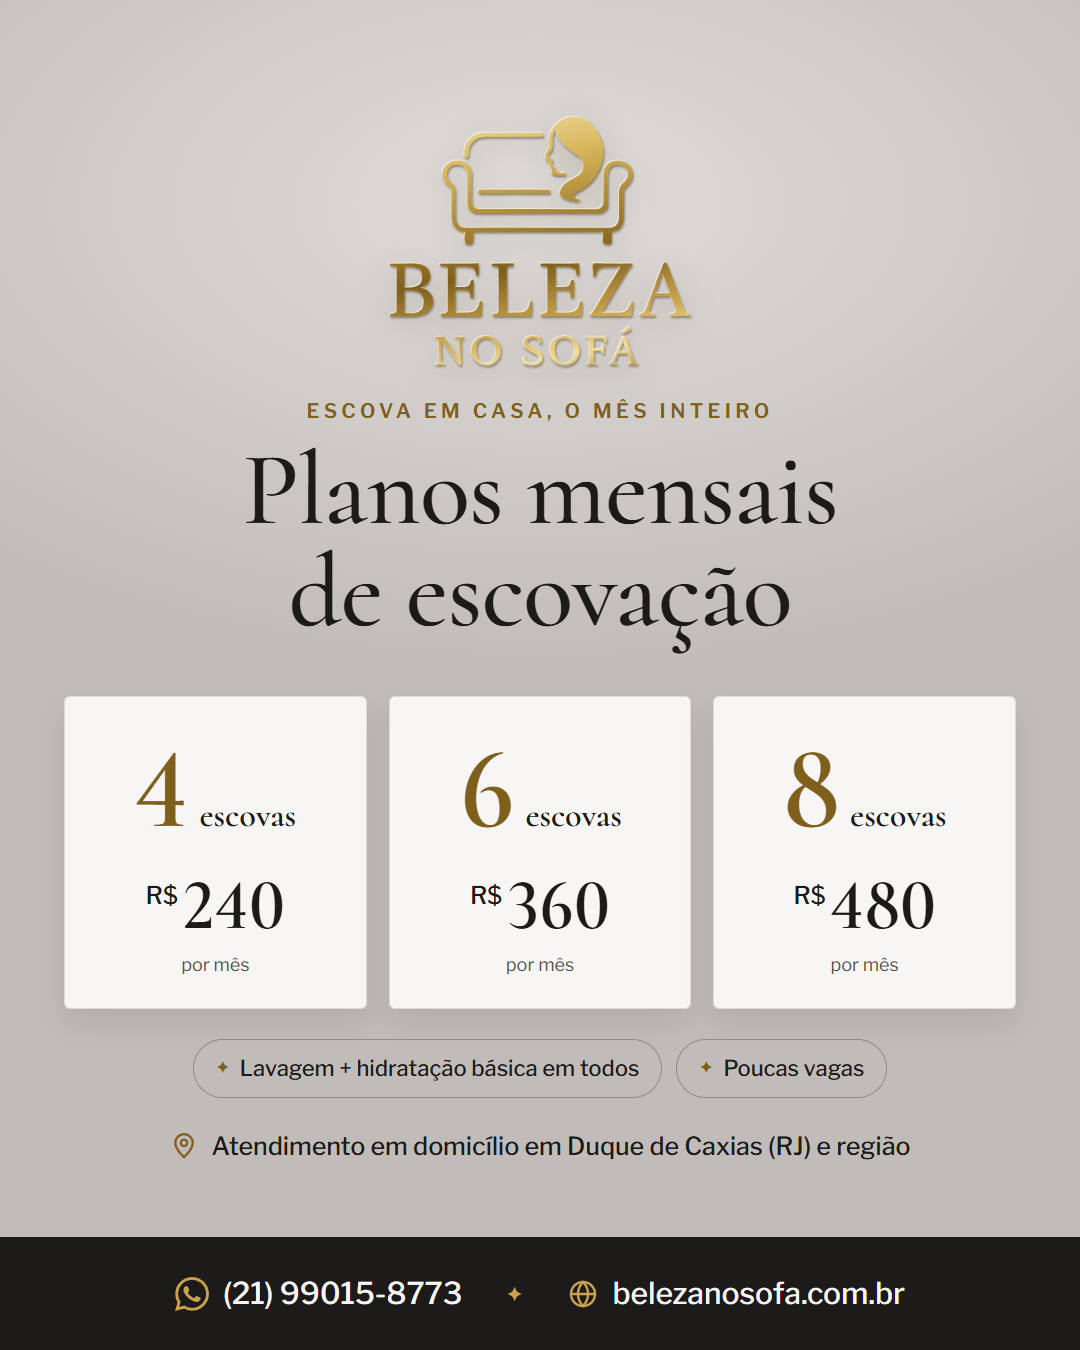 BELEZA
NO SOFÁ
ESCOVA EM CASA, O MÊS INTEIRO
Planos mensais
de escovação
4 escovas
R$ 240
por mês
6 escovas
R$ 360
por mês
8 escovas
R$ 480
por mês
Lavagem + hidratação básica em todos
Poucas vagas
Atendimento em domicílio em Duque de Caxias (RJ) e região
(21) 99015-8773
belezanosofa.com.br